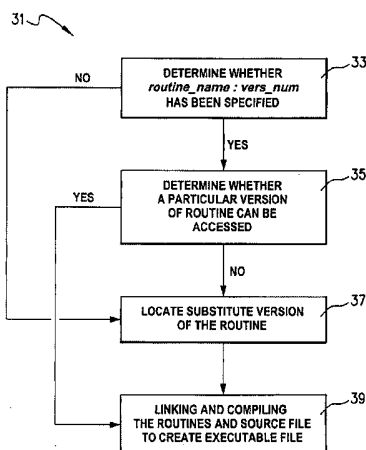 31
33
NO
DETERMINE WHETHER
routine_name : vers_num
HAS BEEN SPECIFIED
YES
35
YES
DETERMINE WHETHER
A PARTICULAR VERSION
OF ROUTINE CAN BE
ACCESSED
NO
37
LOCATE SUBSTITUTE VERSION
OF THE ROUTINE
39
LINKING AND COMPILING
THE ROUTINES AND SOURCE FILE
TO CREATE EXECUTABLE FILE